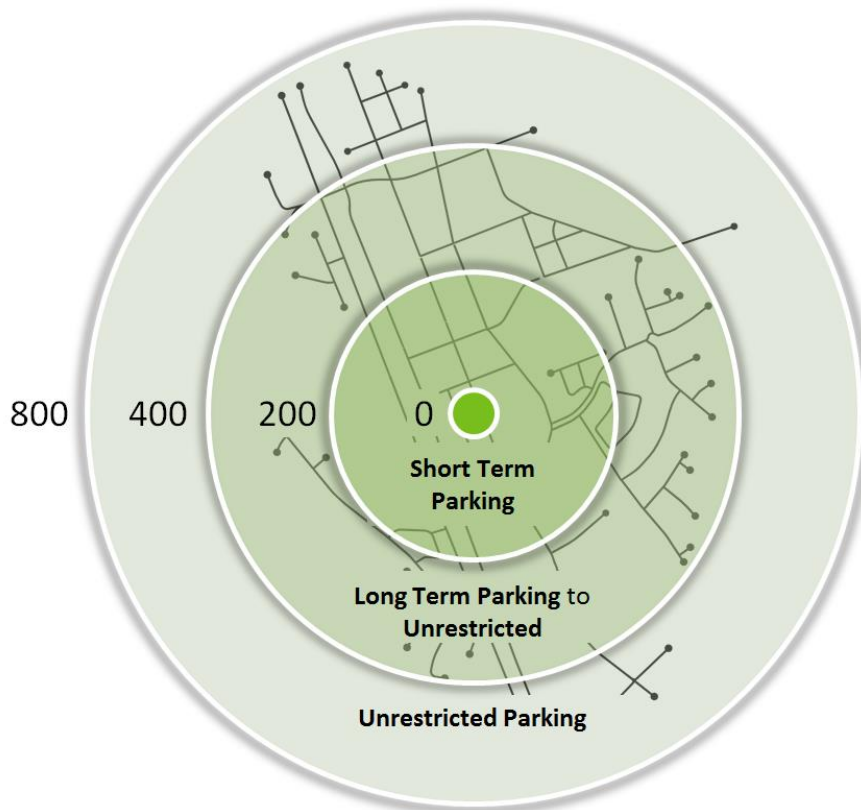 800 400 200 0
Short Term
Parking
Long Term Parking to
Unrestricted
Unrestricted Parking